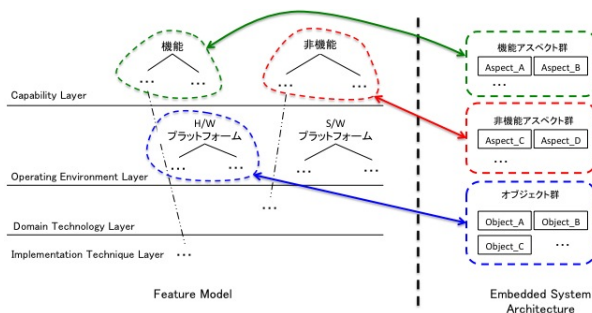 機能
非機能
...
...
...
...
Capability Layer
H/W
プラットフォーム
S/W
プラットフォーム
...
...
...
...
Operating Environment Layer
...
Domain Technology Layer
Implementation Technique Layer
...
Feature Model
機能アスペクト群
Aspect_A
Aspect_B
...
非機能アスペクト群
Aspect_C
Aspect_D
...
オブジェクト群
Object_A
Object_B
Object_C
...
Embedded System
Architecture